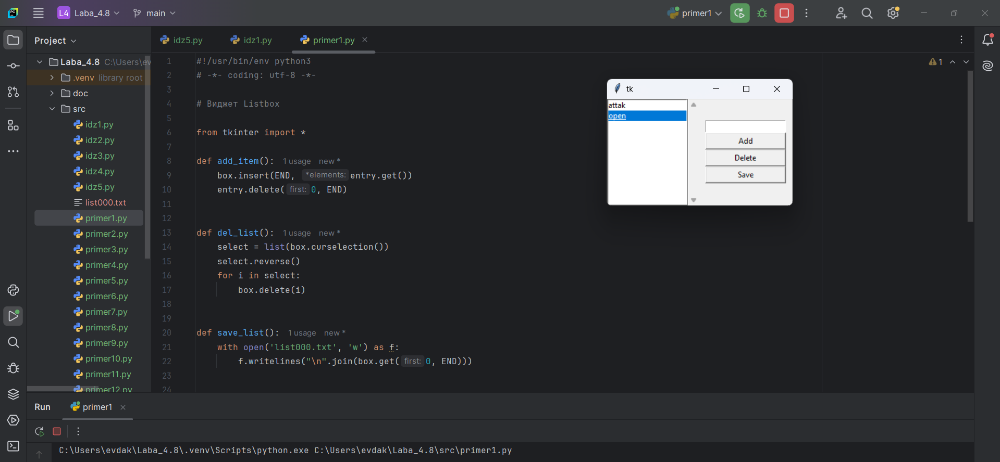 L4 Laba_4.8 main primer1
Project
idz5.py idz1.py primer1.py
Laba_4.8 C:\Users\ev
.venv library root
doc
src
idz1.py
idz2.py
idz3.py
idz4.py
idz5.py
list000.txt
primer1.py
primer2.py
primer3.py
primer4.py
primer5.py
primer6.py
primer7.py
primer8.py
primer9.py
primer10.py
primer11.py
primer12.py
1 #!/usr/bin/env python3
2 # -*- coding: utf-8 -*-
3
4 # Виджет Listbox
5
6 from tkinter import *
7
8 def add_item(): 1 usage new *
9 box.insert(END, *elements: entry.get())
10 entry.delete( first: 0, END)
11
12
13 def del_list(): 1 usage new *
14 select = list(box.curselection())
15 select.reverse()
16 for i in select:
17 box.delete(i)
18
19
20 def save_list(): 1 usage new *
21 with open('list000.txt', 'w') as f:
22 f.writelines("\n".join(box.get( first: 0, END)))
23
24
1
tk
attak
open
Add
Delete
Save
Run primer1
C:\Users\evdak\Laba_4.8\.venv\Scripts\python.exe C:\Users\evdak\Laba_4.8\src\primer1.py